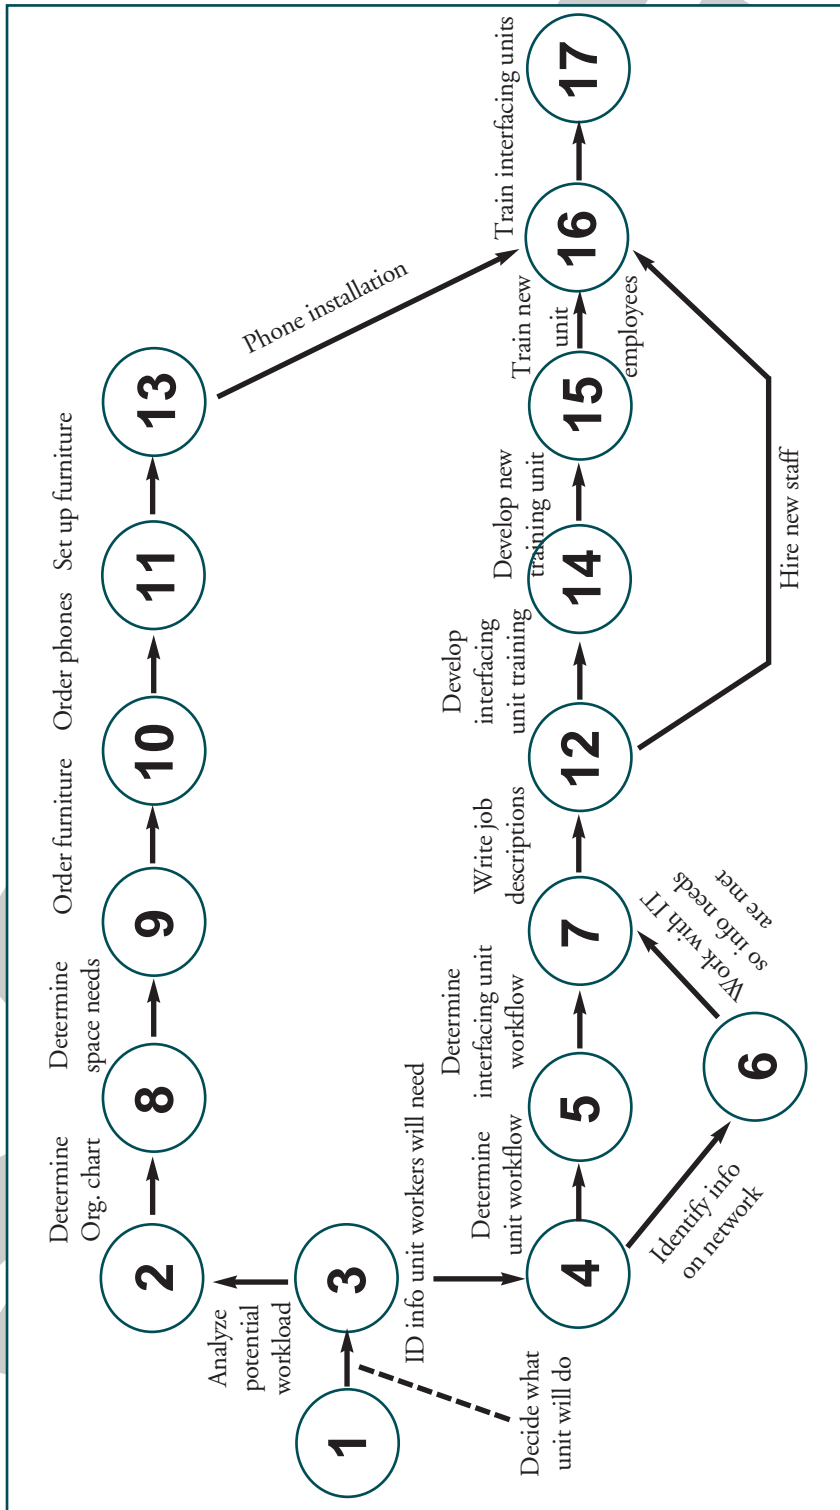 1
Decide what
unit will do
3
Analyze
potential
workload
2
Determine
Org. chart
8
Determine
space needs
9
Order furniture
10
Order phones
11
Set up furniture
13
Phone installation
ID info unit workers will need
4
Determine
unit workflow
5
Determine
interfacing unit
workflow
Identify info
on network
6
Work with IT
so info needs
are met
7
Write job
descriptions
12
Develop
interfacing
unit training
14
Develop new
training unit
15
Train new
unit
employees
Hire new staff
16
Train interfacing units
17